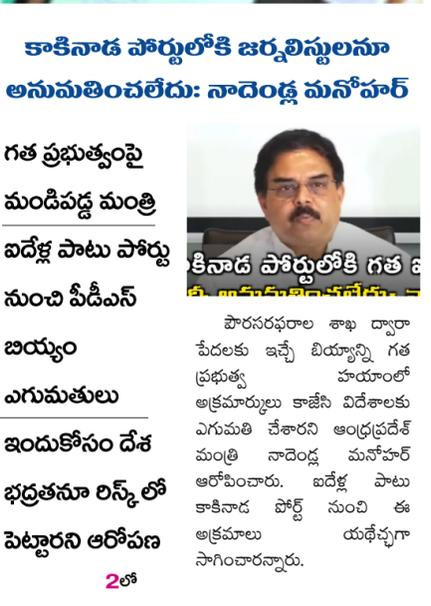 కాకినాడ పోర్టులోకి జర్నలిస్టులనూ
అనుమతించలేదు: నాదెండ్ల మనోహర్
గత ప్రభుత్వంపై
మండిపడ్డ మంత్రి
ఐదేళ్ల పాటు పోర్టు
నుంచి పీడీఎస్
బియ్యం
ఎగుమతులు
ఇందుకోసం దేశ
భద్రతనూ రిస్క్‌లో
పెట్టారని ఆరోపణ
2లో
కినాడ పోర్టులోకి గత ఐ
పౌరసరఫరాల శాఖ ద్వారా
పేదలకు ఇచ్చే బియ్యాన్ని గత
ప్రభుత్వ హయాంలో
అక్రమార్కులు కాజేసి విదేశాలకు
ఎగుమతి చేశారని ఆంధ్రప్రదేశ్
మంత్రి నాదెండ్ల మనోహర్
ఆరోపించారు. ఐదేళ్ల పాటు
కాకినాడ పోర్ట్ నుంచి ఈ
అక్రమాలు యథేచ్ఛగా
సాగించారన్నారు.